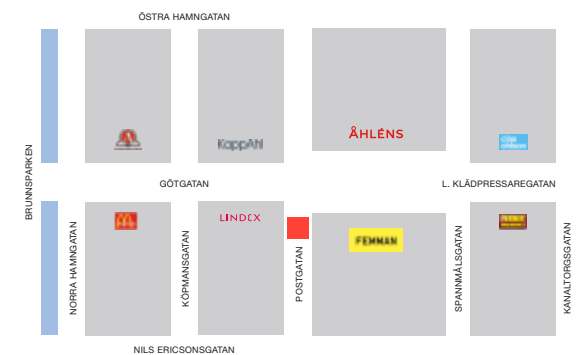 ÖSTRA HAMNGATAN
BRUNNSPARKEN
KappAhl
ÅHLÉNS
GÖTGATAN
L. KLÄDPRESSAREGATAN
NORRA HAMNGATAN
KÖPMANSGATAN
LINDEX
POSTGATAN
FEMMAN
SPANNMÅLSGATAN
KANALTORGSGATAN
NILS ERICSONSGATAN